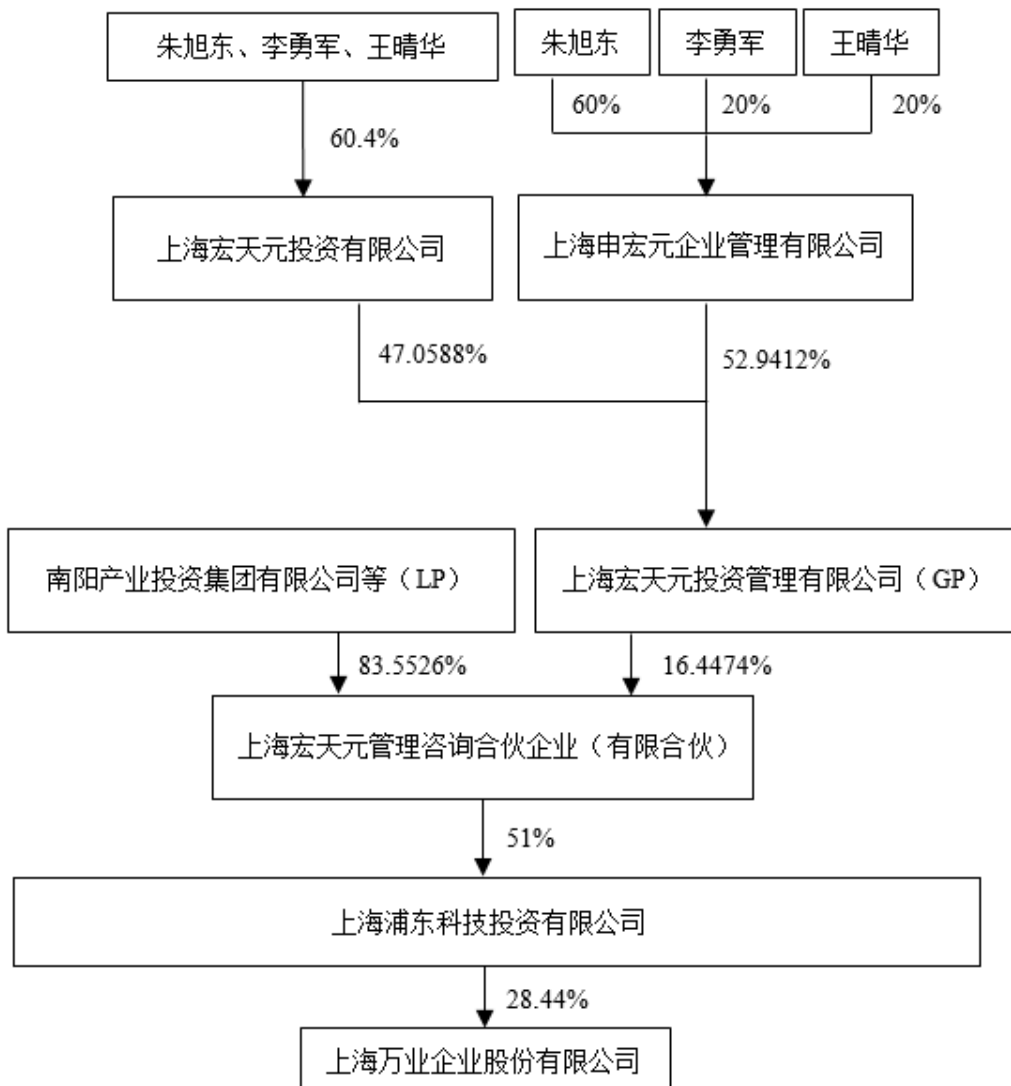 朱旭东、李勇军、王晴华
朱旭东
李勇军
王晴华
60%
20%
20%
60.4%
上海宏天元投资有限公司
上海申宏元企业管理有限公司
47.0588%
52.9412%
南阳产业投资集团有限公司等（LP）
上海宏天元投资管理有限公司（GP）
83.5526%
16.4474%
上海宏天元管理咨询合伙企业（有限合伙）
51%
上海浦东科技投资有限公司
28.44%
上海万业企业股份有限公司